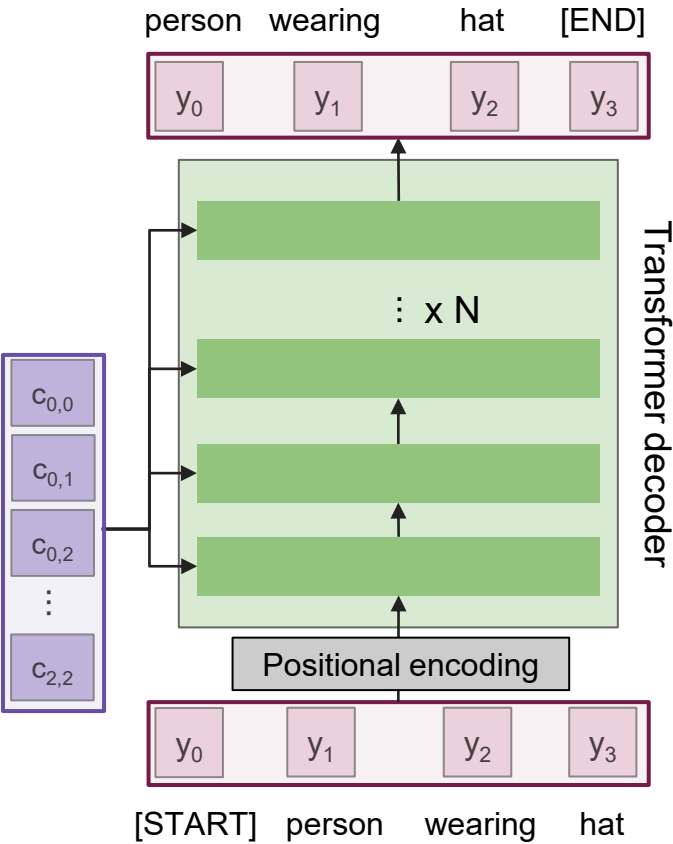 person wearing hat [END]
y0 y1 y2 y3
Transformer decoder
⋮ x N
c0,0
c0,1
c0,2
⋮
c2,2
Positional encoding
y0 y1 y2 y3
[START] person wearing hat